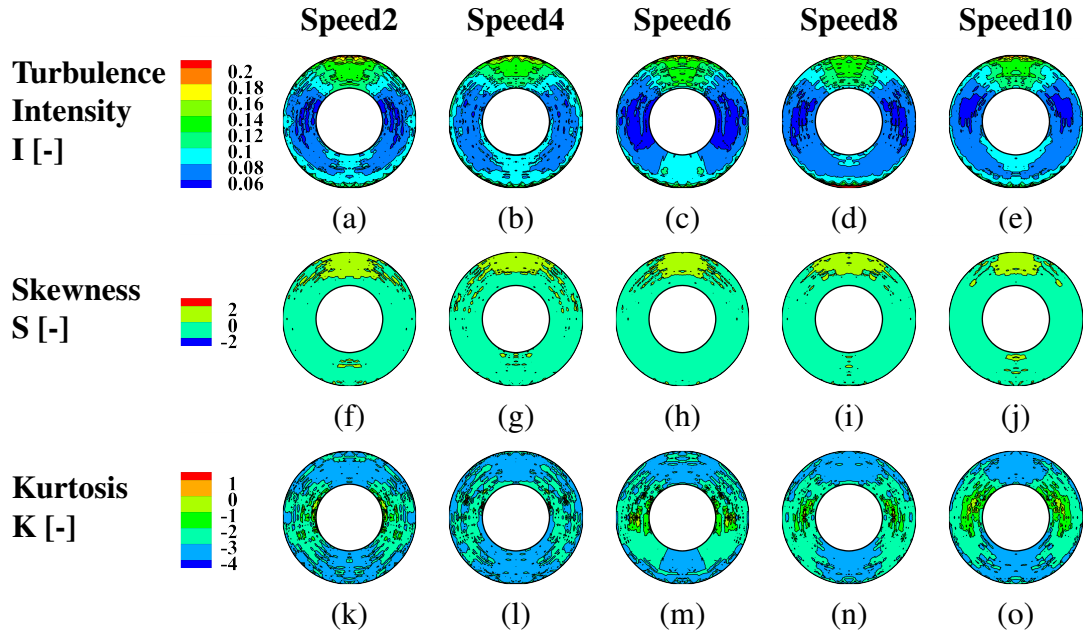 Speed2 Speed4 Speed6 Speed8 Speed10
Turbulence
Intensity
I [-]
0.2
0.18
0.16
0.14
0.12
0.1
0.08
0.06
(a) (b) (c) (d) (e)
Skewness
S [-]
2
0
-2
(f) (g) (h) (i) (j)
Kurtosis
K [-]
1
0
-1
-2
-3
-4
(k) (l) (m) (n) (o)